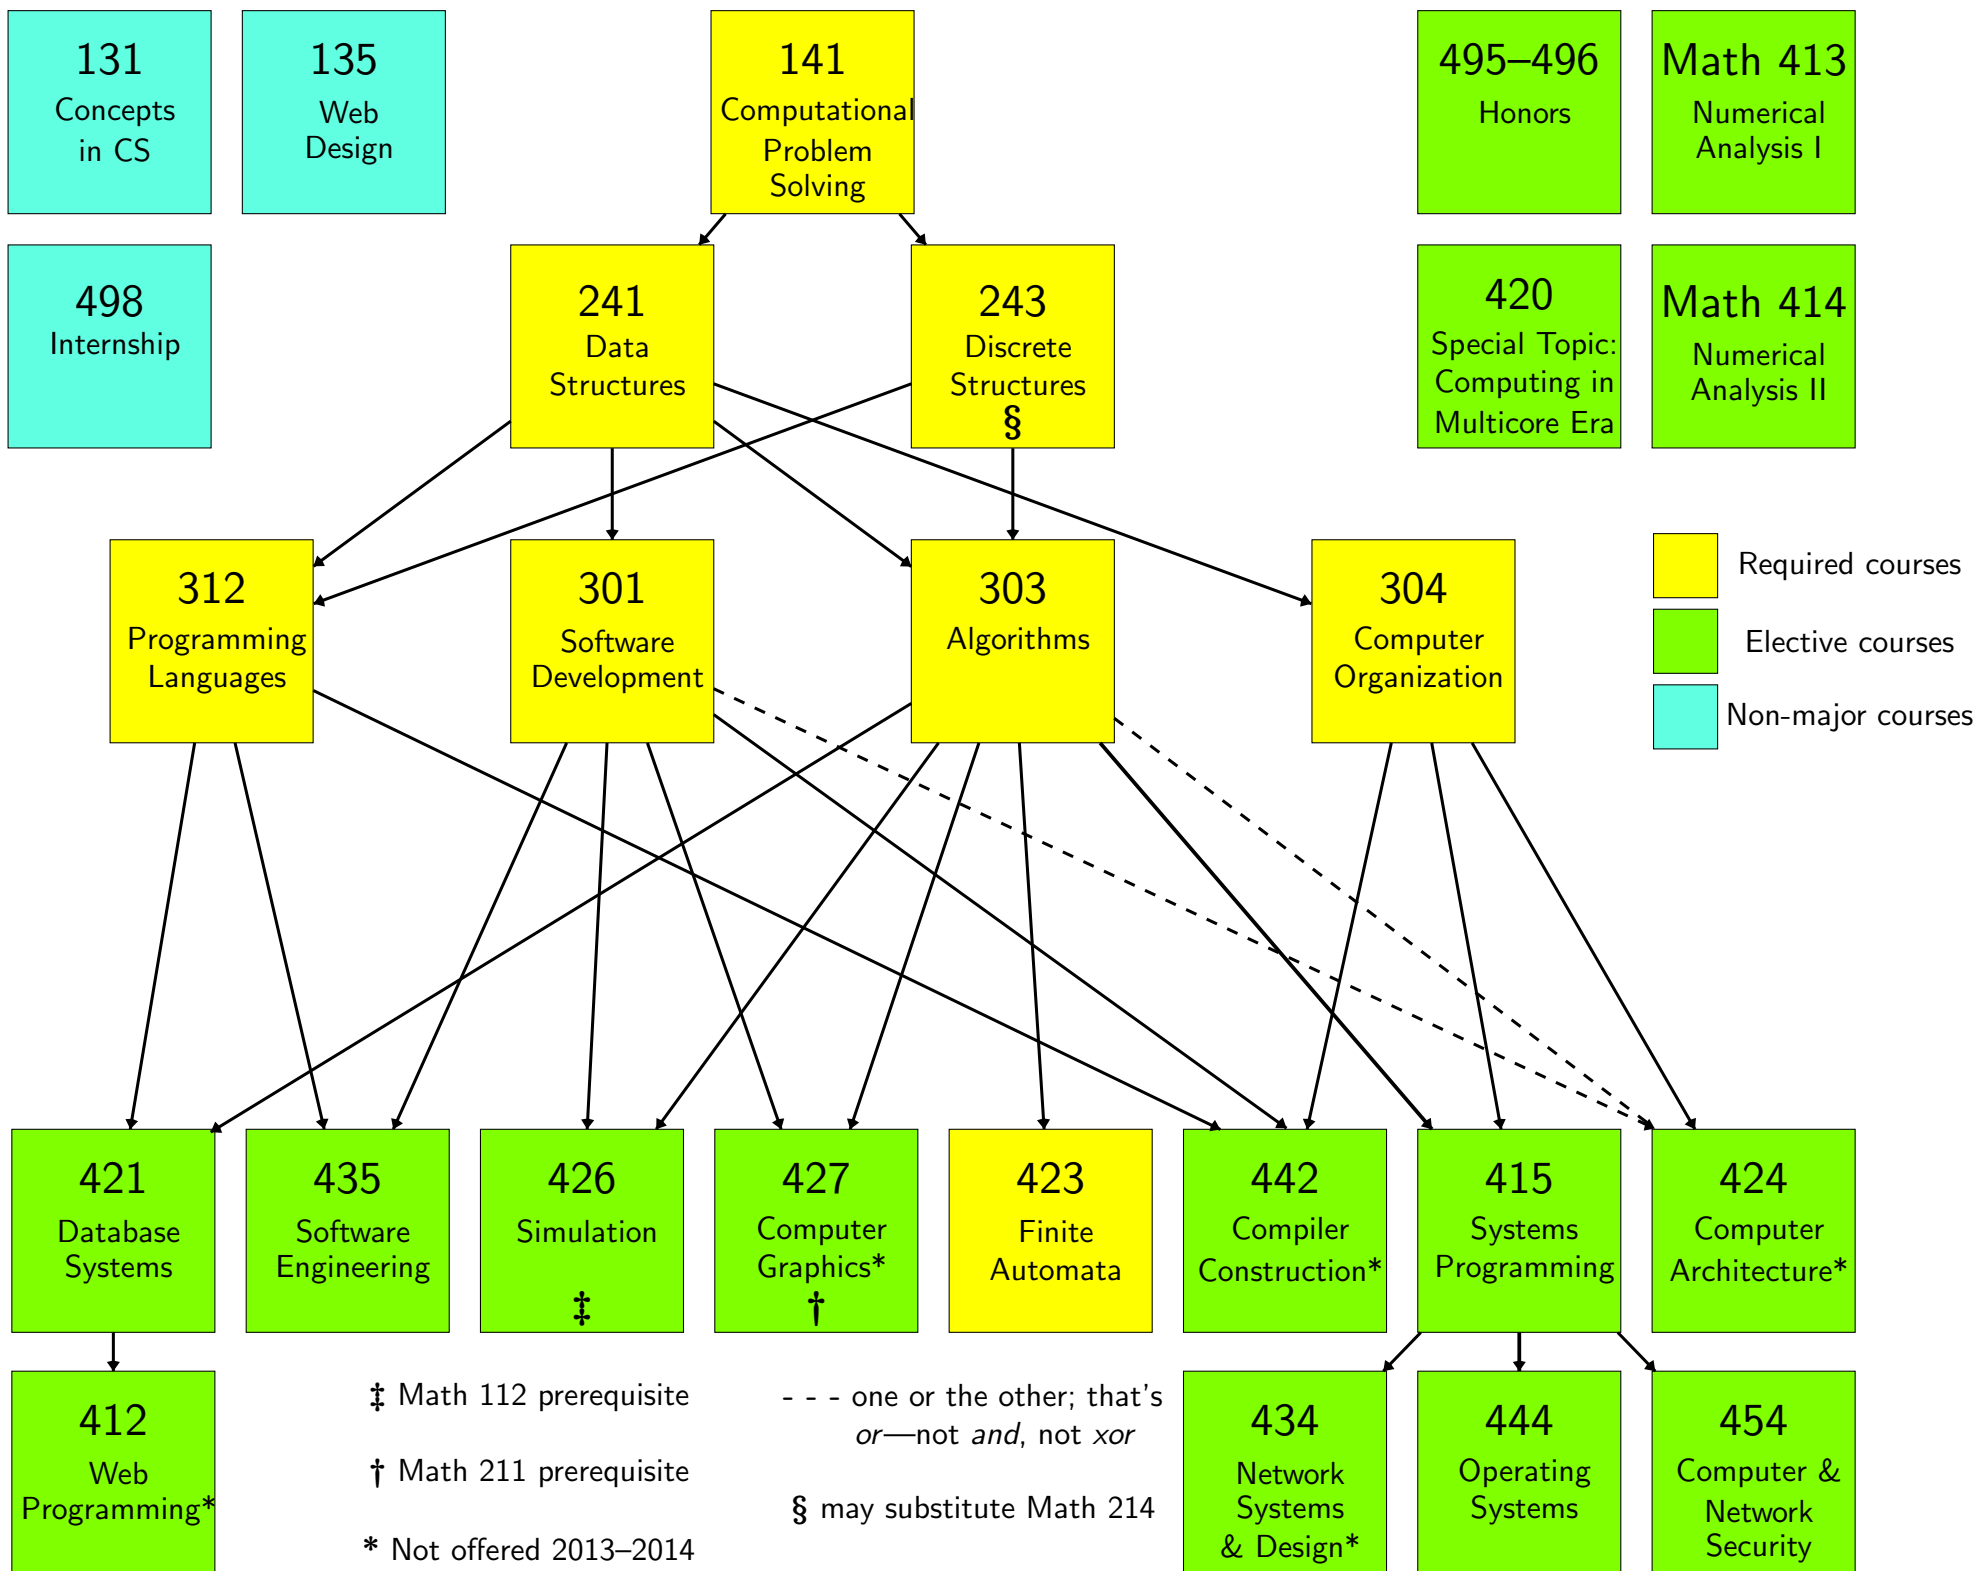 131
Concepts
in CS
135
Web
Design
141
Computational
Problem
Solving
495–496
Honors
Math 413
Numerical
Analysis I
498
Internship
241
Data
Structures
243
Discrete
Structures
§
420
Special Topic:
Computing in
Multicore Era
Math 414
Numerical
Analysis II
312
Programming
Languages
301
Software
Development
303
Algorithms
304
Computer
Organization
Required courses
Elective courses
Non-major courses
421
Database
Systems
435
Software
Engineering
426
Simulation
‡
427
Computer
Graphics*
†
423
Finite
Automata
442
Compiler
Construction*
415
Systems
Programming
424
Computer
Architecture*
412
Web
Programming*
‡ Math 112 prerequisite
† Math 211 prerequisite
* Not offered 2013–2014
- - - one or the other; that's
or—not and, not xor
§ may substitute Math 214
434
Network
Systems
& Design*
444
Operating
Systems
454
Computer &
Network
Security